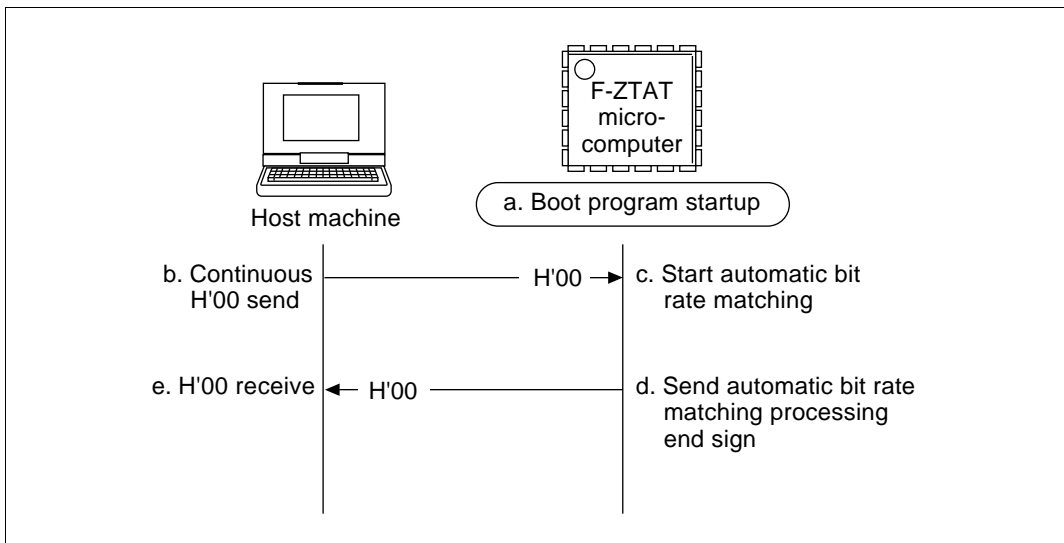 F-ZTAT
micro-
computer
Host machine
a. Boot program startup
b. Continuous
H'00 send
H'00
c. Start automatic bit
rate matching
e. H'00 receive
H'00
d. Send automatic bit rate
matching processing
end sign